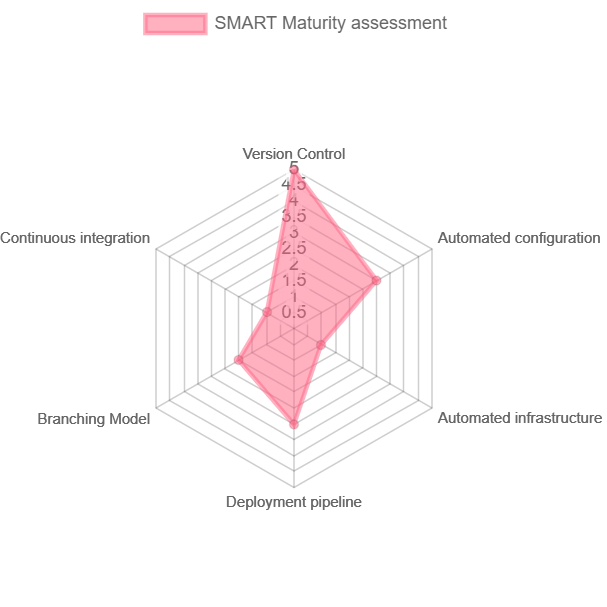 SMART Maturity assessment
Version Control
5
4.5
4
3.5
3
2.5
2
1.5
1
0.5
Continuous integration
Automated configuration
Branching Model
Automated infrastructure
Deployment pipeline